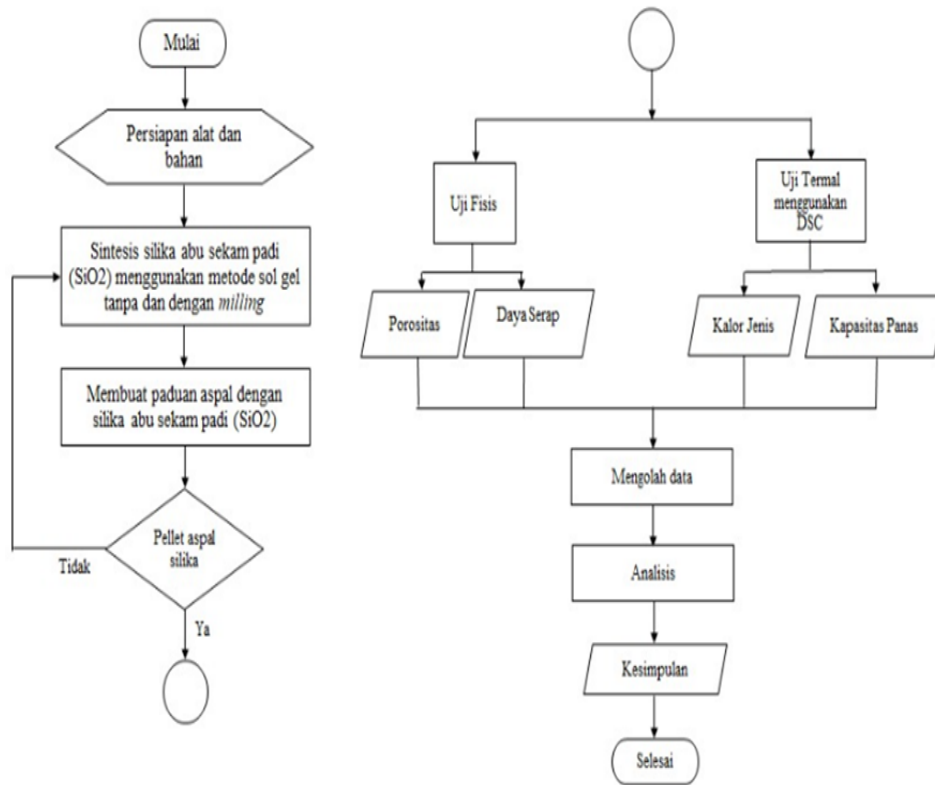 Mulai
Persiapan alat dan
bahan
Sintesis silika abu sekam padi
(SiO2) menggunakan metode sol gel
tanpa dan dengan milling
Membuat paduan aspal dengan
silika abu sekam padi (SiO2)
Pellet aspal
silika
Tidak
Ya
Uji Fisis
Uji Termal
menggunakan
DSC
Porositas
Daya Serap
Kalor Jenis
Kapasitas Panas
Mengolah data
Analisis
Kesimpulan
Selesai